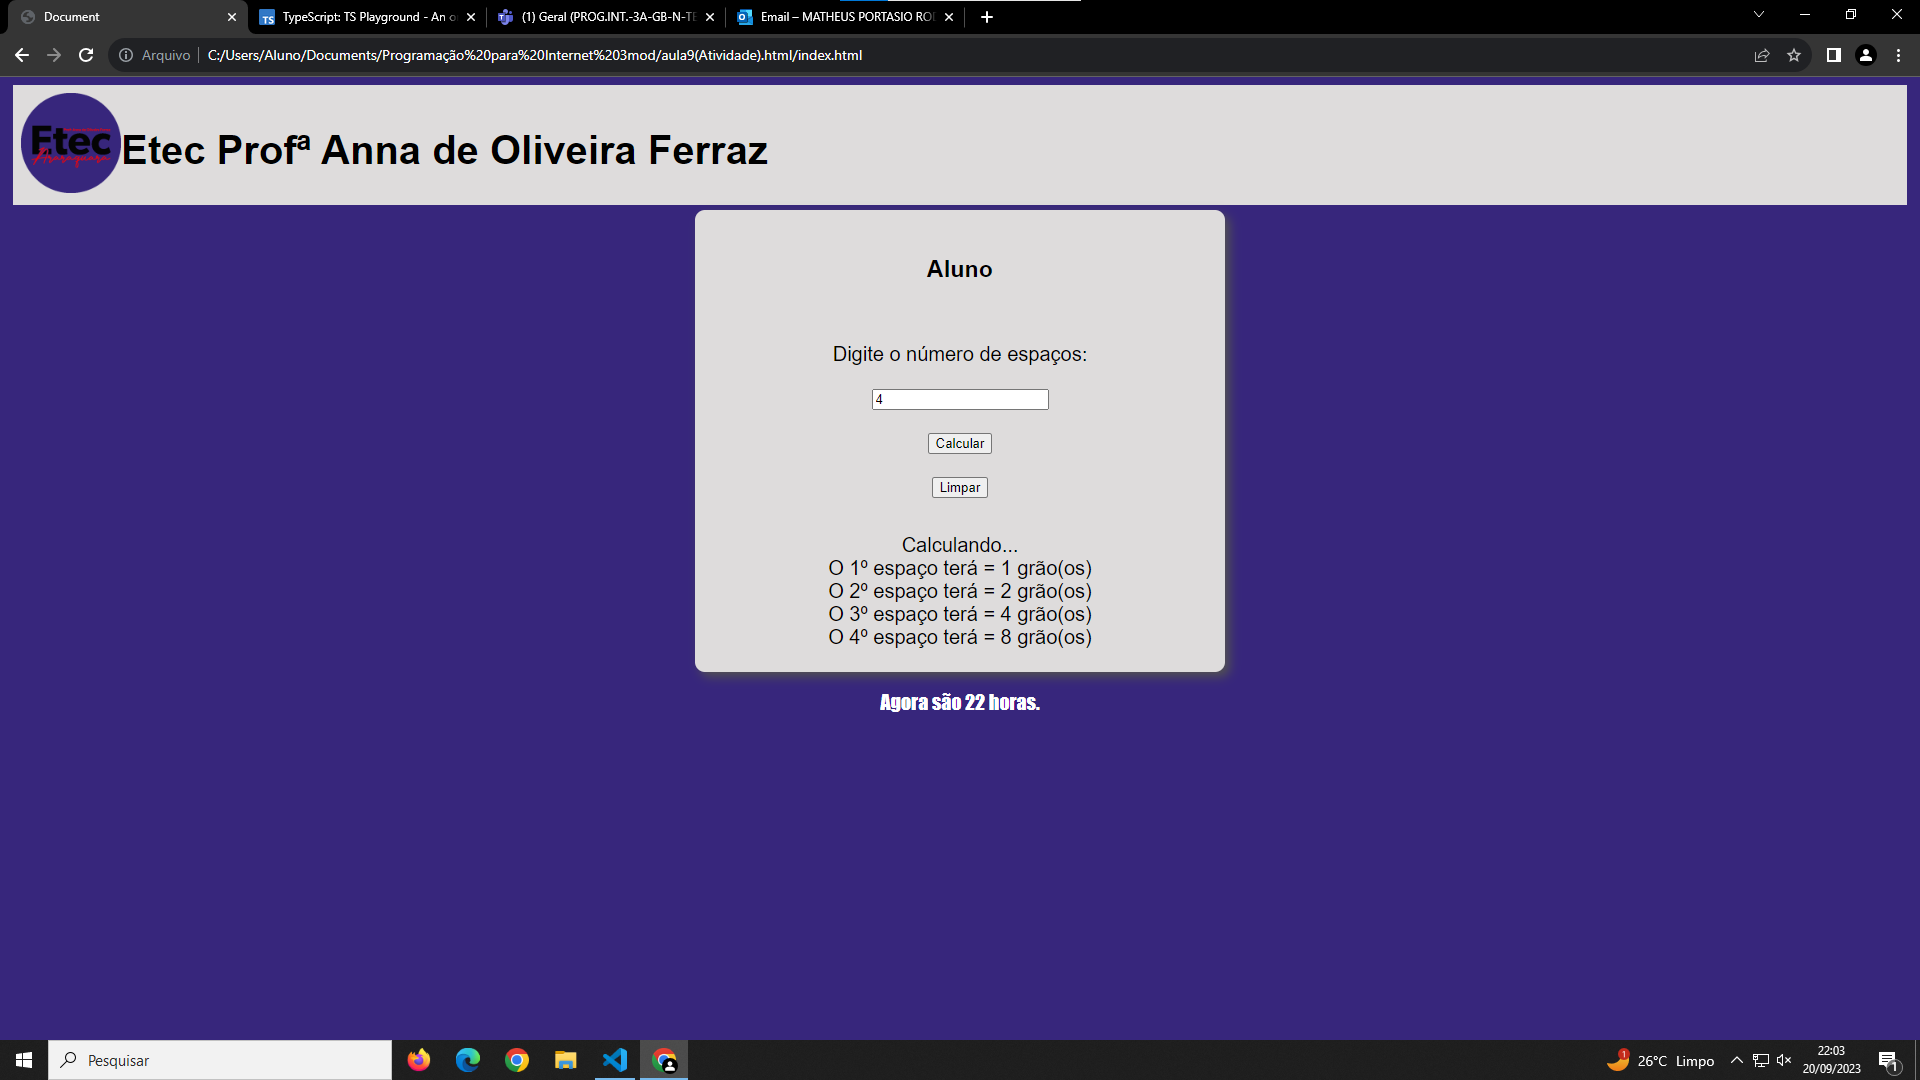 Document
TypeScript: TS Playground - An o
(1) Geral (PROG.INT.-3A-GB-N-TE
Email – MATHEUS PORTASIO RO
Arquivo
C:/Users/Aluno/Documents/Programação%20para%20Internet%203mod/aula9(Atividade).html/index.html
Etec
Araraquara
Etec Profª Anna de Oliveira Ferraz
Aluno
Digite o número de espaços:
4
Calcular
Limpar
Calculando...
O 1º espaço terá = 1 grão(os)
O 2º espaço terá = 2 grão(os)
O 3º espaço terá = 4 grão(os)
O 4º espaço terá = 8 grão(os)
Agora são 22 horas.
Pesquisar
1
26°C Limpo
22:03
20/09/2023
1